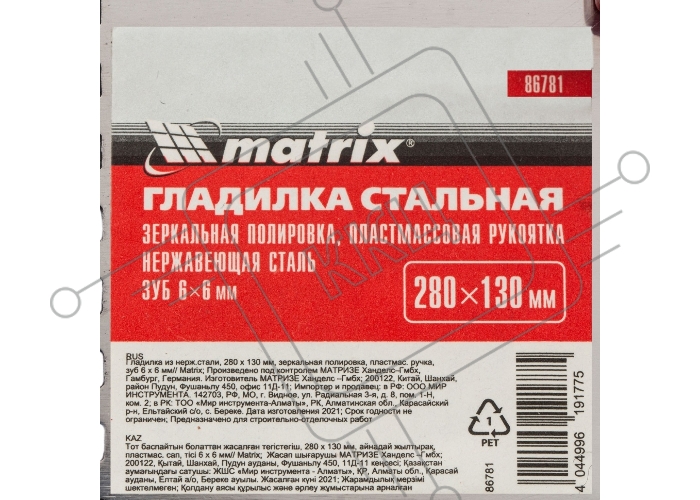 86781
matrix®
ГЛАДИЛКА СТАЛЬНАЯ
ЗЕРКАЛЬНАЯ ПОЛИРОВКА, ПЛАСТМАССОВАЯ РУКОЯТКА
НЕРЖАВЕЮЩАЯ СТАЛЬ
ЗУБ 6×6 мм
280×130 мм
RUS
Гладилка из нерж.стали, 280 x 130 мм, зеркальная полировка, пластмас. ручка,
зуб 6 x 6 мм// Matrix; Произведено под контролем МАТРИЗЕ Ханделс –Гмбх,
Гамбург, Германия. Изготовитель МАТРИЗЕ Ханделс –Гмбх; 200122, Китай, Шанхай,
район Пудун, Фушаньлу 450, офис 11Д-11; Импортер и продавец: в РФ: ООО„МИР
ИНСТРУМЕНТА. 142703, РФ, МО, г. Видное, ул. Радиальная 3-я, д. 8, пом. 1-Н,
ком. 2; в РК: ТОО «Мир инструмента-Алматы», РК, Алматинская обл.,Карасайский
р-н, Ельтайский с/о, с. Береке. Дата изготовления 2021; Срок годности не
ограничен; Предназначено для строительно-отделочных работ
KAZ
Тот баспайтын болаттан жасалған тегістегіш, 280 x 130 мм, айнадай жылтырақ,
пластмас. сап, тісі 6 x 6 мм// Matrix; Жасап шығарушы МАТРИЗЕ Ханделс –Гмбх;
200122, Қытай, Шанхай, Пудун ауданы, Фушаньлу 450, 11Д-11 кеңсесі; Қазақстан
аумағындағы сатушы: ЖШС «Мир инструмента - Алматы», ҚР, Алматы обл., Қарасай
ауданы, Елтай а/о, Береке ауылы. Жасалған күні 2021; Жарамдылық мерзімі
шектелмеген; Қолдану аясы құрылыс және әрлеу жұмыстарына арналған
1
PET
86781
4 044996 191775
ККЦ